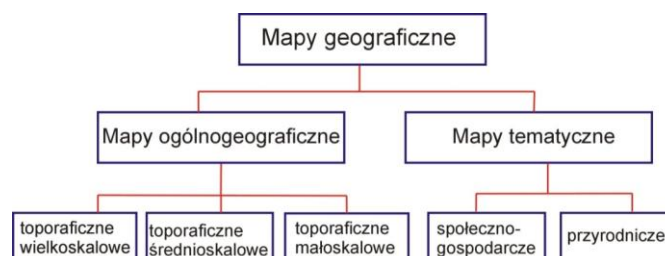 Mapy geograficzne
Mapy ogólnogeograficzne
Mapy tematyczne
toporaficzne
wielkoskalowe
toporaficzne
średnioskalowe
toporaficzne
małoskalowe
społeczno-
gospodarcze
przyrodnicze